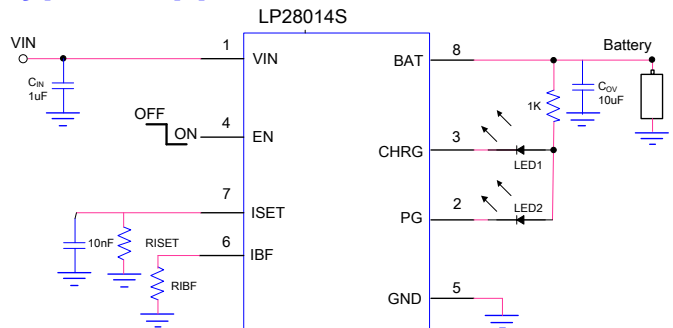 LP28014S
VIN
1
VIN
CIN
1uF
OFF
ON
4
EN
7
ISET
10nF
RISET
6
IBF
RIBF
BAT
8
Battery
1K
COV
10uF
CHRG
3
LED1
PG
2
LED2
GND
5